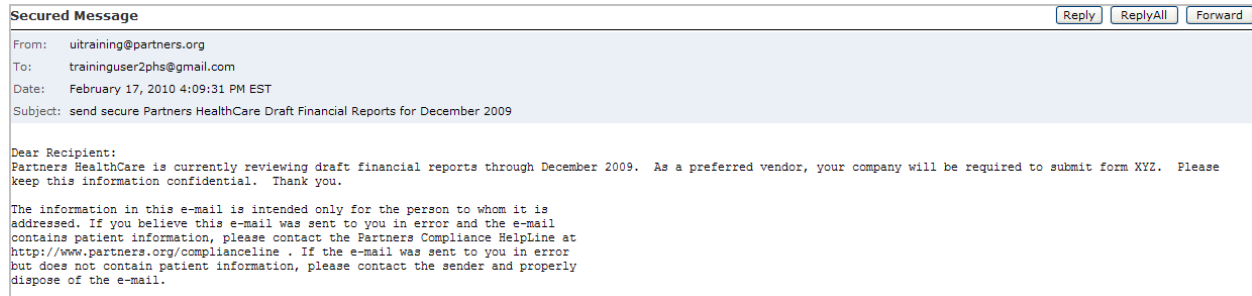 Secured Message Reply ReplyAll Forward
From: uitraining@partners.org
To: traininguser2phs@gmail.com
Date: February 17, 2010 4:09:31 PM EST
Subject: send secure Partners HealthCare Draft Financial Reports for December 2009
Dear Recipient:
Partners HealthCare is currently reviewing draft financial reports through December 2009.  As a preferred vendor, your company will be required to submit form XYZ.  Please
keep this information confidential.  Thank you.
The information in this e-mail is intended only for the person to whom it is
addressed. If you believe this e-mail was sent to you in error and the e-mail
contains patient information, please contact the Partners Compliance HelpLine at
http://www.partners.org/complianceline . If the e-mail was sent to you in error
but does not contain patient information, please contact the sender and properly
dispose of the e-mail.